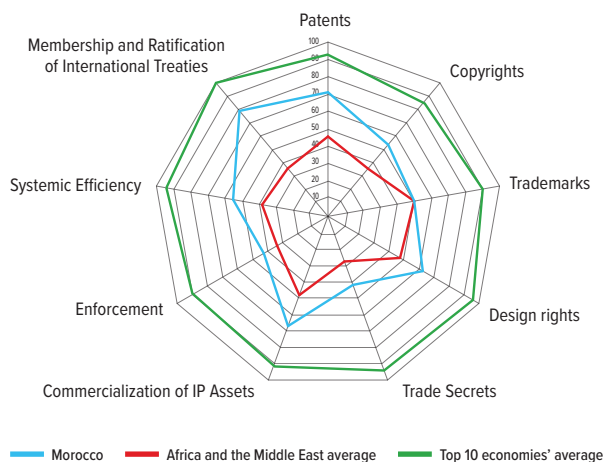 Patents
Membership and Ratification
of International Treaties
Copyrights
100
90
80
70
60
50
40
30
20
10
Systemic Efficiency
Trademarks
Enforcement
Design rights
Commercialization of IP Assets
Trade Secrets
Morocco
Africa and the Middle East average
Top 10 economies' average